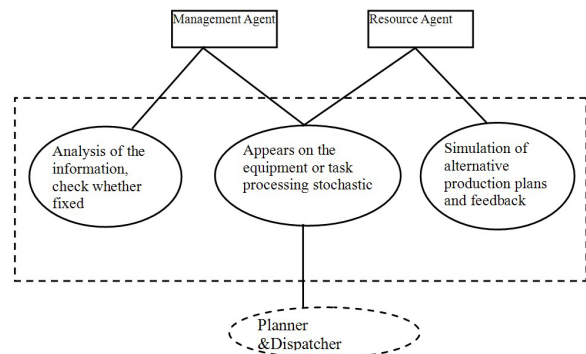 Management Agent
Resource Agent
Analysis of the
information,
check whether
fixed
Appears on the
equipment or task
processing stochastic
Simulation of
alternative
production plans
and feedback
Planner
&Dispatcher